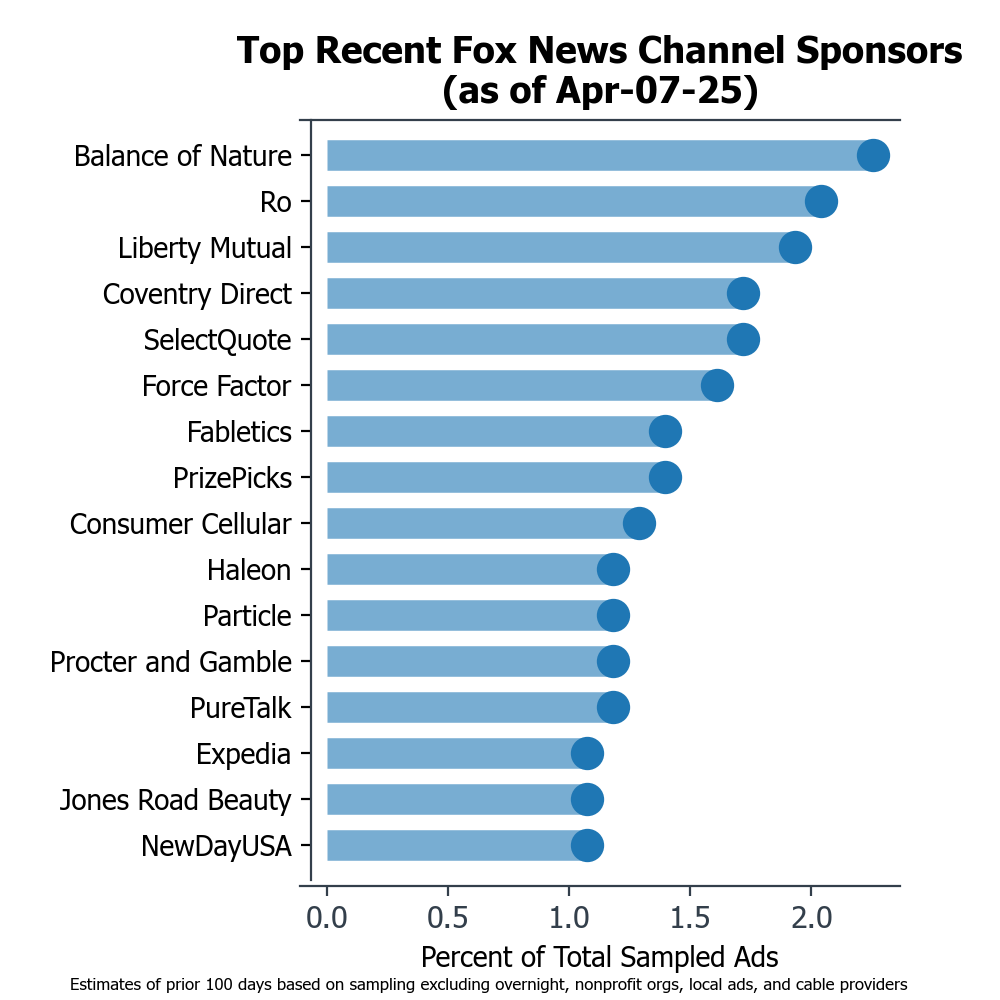 Top Recent Fox News Channel Sponsors
(as of Apr-07-25)
Balance of Nature
Ro
Liberty Mutual
Coventry Direct
SelectQuote
Force Factor
Fabletics
PrizePicks
Consumer Cellular
Haleon
Particle
Procter and Gamble
PureTalk
Expedia
Jones Road Beauty
NewDayUSA
0.0 0.5 1.0 1.5 2.0
Percent of Total Sampled Ads
Estimates of prior 100 days based on sampling excluding overnight, nonprofit orgs, local ads, and cable providers